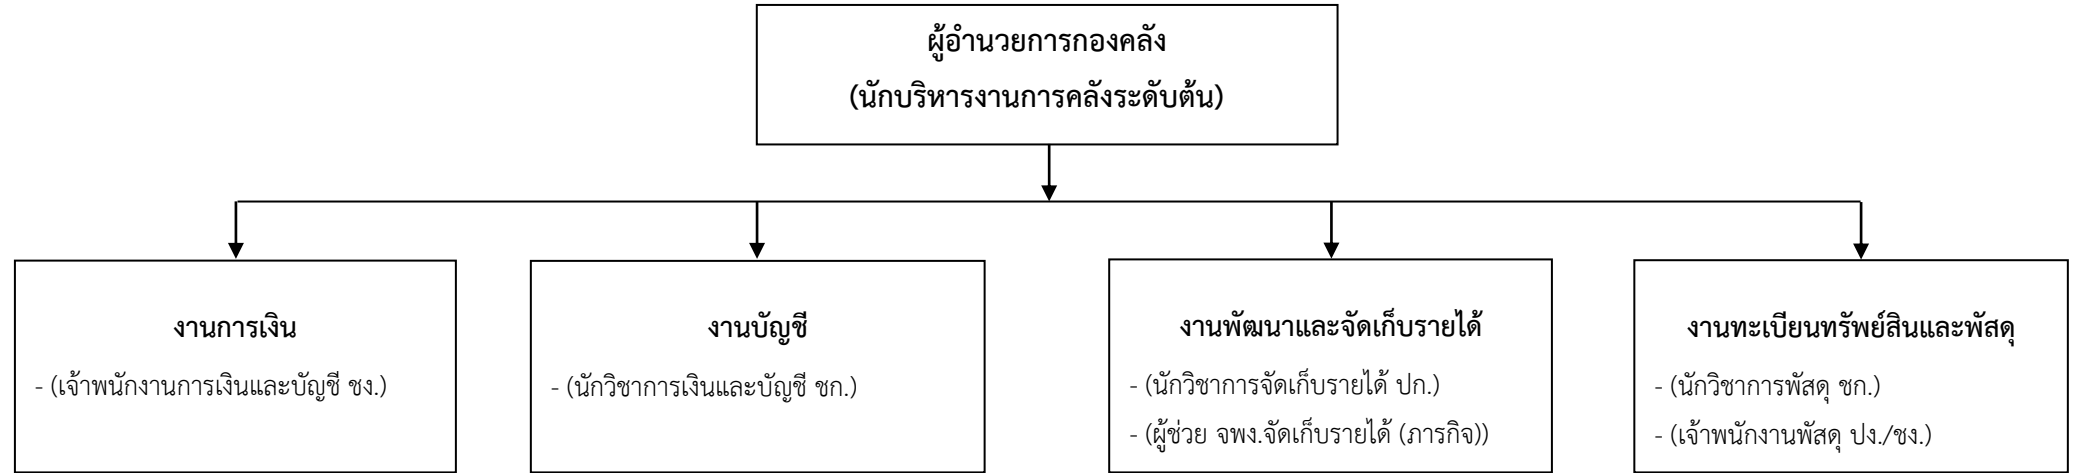 ผู้อำนวยการกองคลัง
(นักบริหารงานการคลังระดับต้น)
งานการเงิน
- (เจ้าพนักงานการเงินและบัญชี ชง.)
งานบัญชี
- (นักวิชาการเงินและบัญชี ชก.)
งานพัฒนาและจัดเก็บรายได้
- (นักวิชาการจัดเก็บรายได้ ปก.)
- (ผู้ช่วย จพง.จัดเก็บรายได้ (ภารกิจ))
งานทะเบียนทรัพย์สินและพัสดุ
- (นักวิชาการพัสดุ ชก.)
- (เจ้าพนักงานพัสดุ ปง./ชง.)